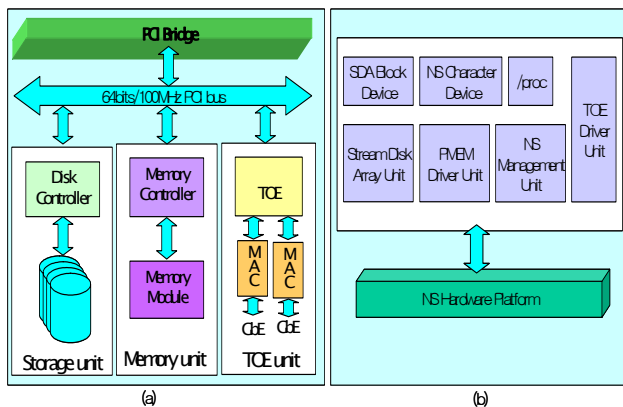 PCI Bridge
64bits/100MHz PCI bus
Disk
Controller
Storage unit
Memory
Controller
Memory
Module
Memory unit
TOE
MAC
MAC
GbE
GbE
TOE unit
(a)
SDA Block
Device
NS Character
Device
/proc
TOE
Driver
Unit
Stream Disk
Array Unit
PMEM
Driver Unit
NS
Management
Unit
NS Hardware Platform
(b)